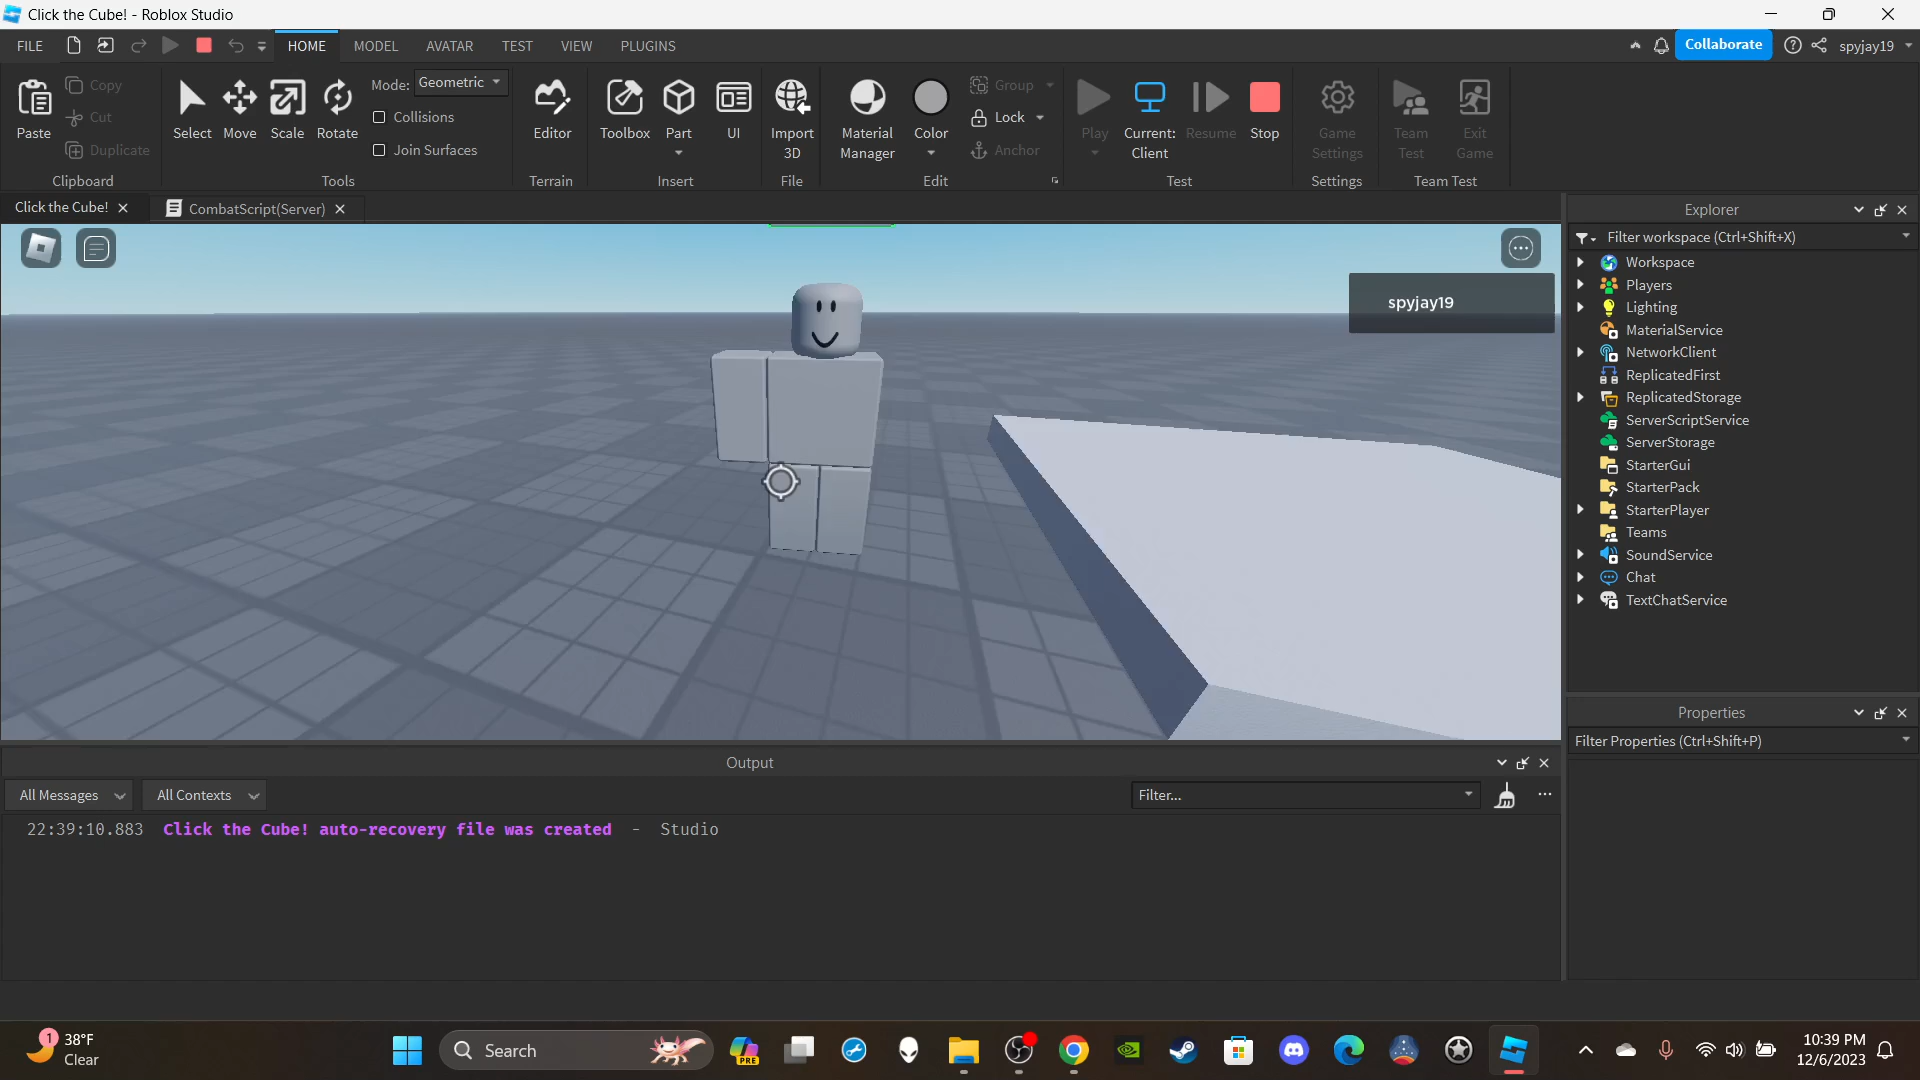 Click the Cube! - Roblox Studio
FILE HOME MODEL AVATAR TEST VIEW PLUGINS Collaborate spyjay19
Paste
Copy
Cut
Duplicate
Clipboard
Select Move Scale Rotate
Mode: Geometric
Collisions
Join Surfaces
Tools
Editor
Terrain
Toolbox Part UI
Insert
Import
3D
File
Material
Manager
Color
Group
Lock
Anchor
Edit
Play
Current:
Client
Resume Stop
Test
Game
Settings
Settings
Team
Test
Exit
Game
Team Test
Click the Cube! CombatScript(Server)
spyjay19
Explorer
Filter workspace (Ctrl+Shift+X)
Workspace
Players
Lighting
MaterialService
NetworkClient
ReplicatedFirst
ReplicatedStorage
ServerScriptService
ServerStorage
StarterGui
StarterPack
StarterPlayer
Teams
SoundService
Chat
TextChatService
Properties
Filter Properties (Ctrl+Shift+P)
Output
All Messages All Contexts Filter...
22:39:10.883 Click the Cube! auto-recovery file was created - Studio
1
38°F
Clear
Search
PRE
10:39 PM
12/6/2023